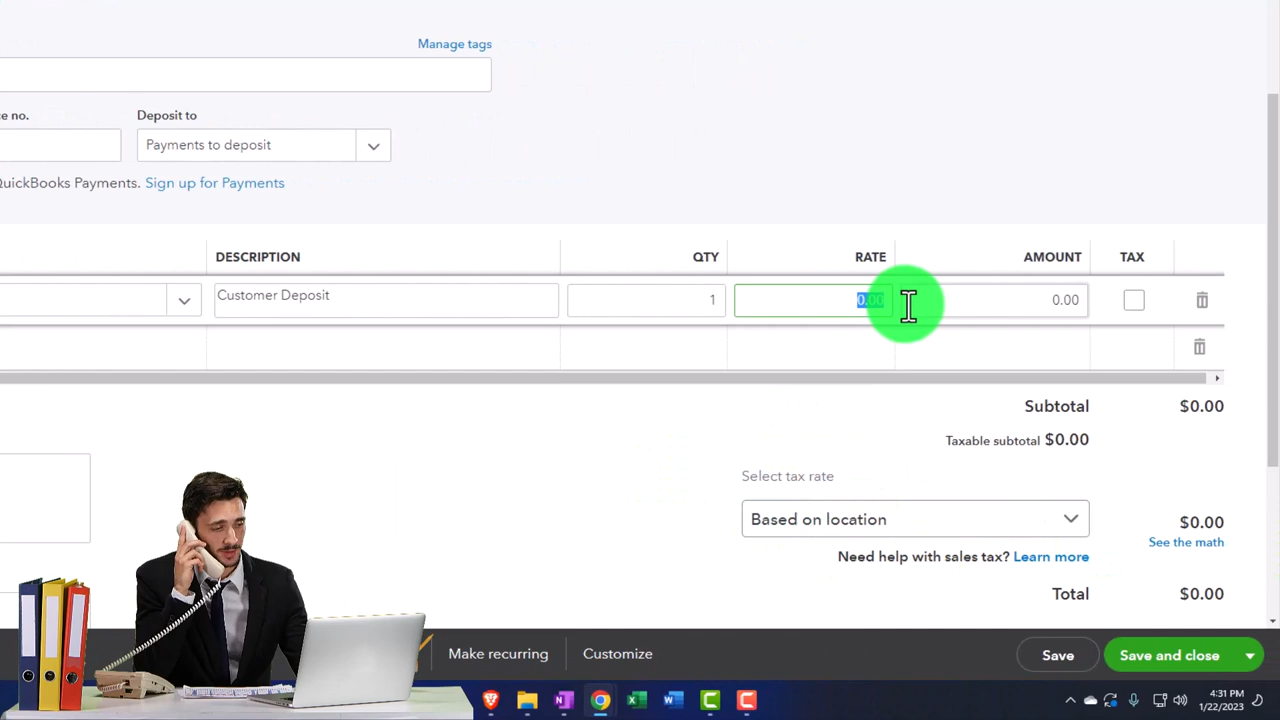 Manage tags
ce no.
Deposit to
Payments to deposit
QuickBooks Payments. Sign up for Payments
DESCRIPTION QTY RATE AMOUNT TAX
Customer Deposit 1 0.00 0.00
Subtotal $0.00
Taxable subtotal $0.00
Select tax rate
Based on location $0.00
See the math
Need help with sales tax? Learn more
Total $0.00
Make recurring Customize Save Save and close
4:31 PM
1/22/2023